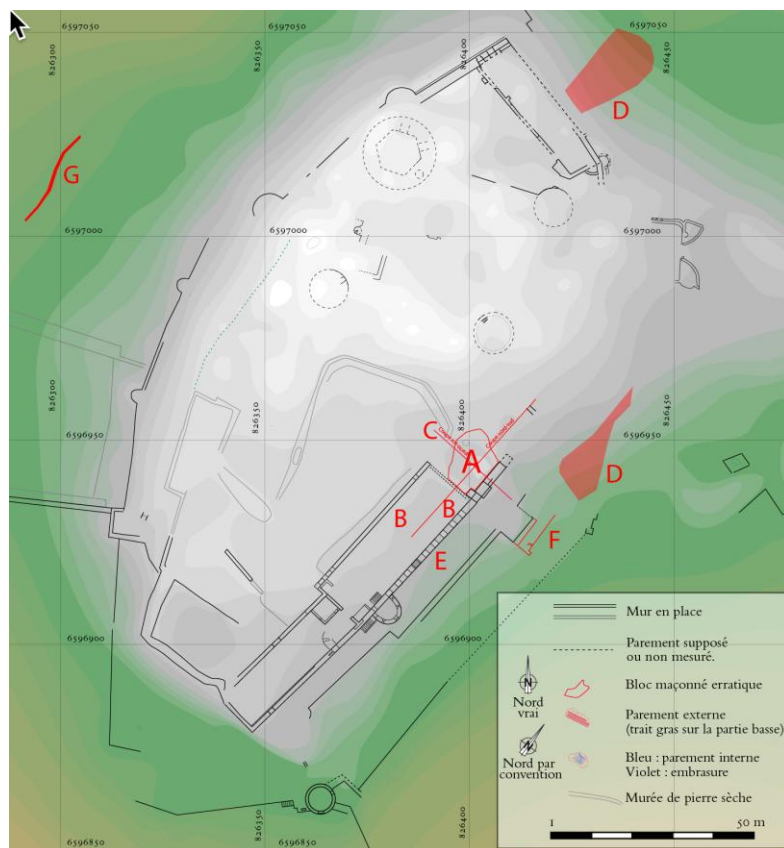 6597050
6597050
6597050
826300
826350
826400
826450
D
G
6597000
6597000
6597000
6596950
826350
826400
826450
6596950
C
Coupe
A
D
B
B
E
F
6596900
6596900
Mur en place
Parement supposé
ou non mesuré.
Bloc maçonné erratique
N
Nord
vrai
Parement externe
(trait gras sur la partie basse)
N
Nord par
convention
Bleu : parement interne
Violet : embrasure
Murée de pierre sèche
1
50 m
826300
826350
826400
6596850
6596850